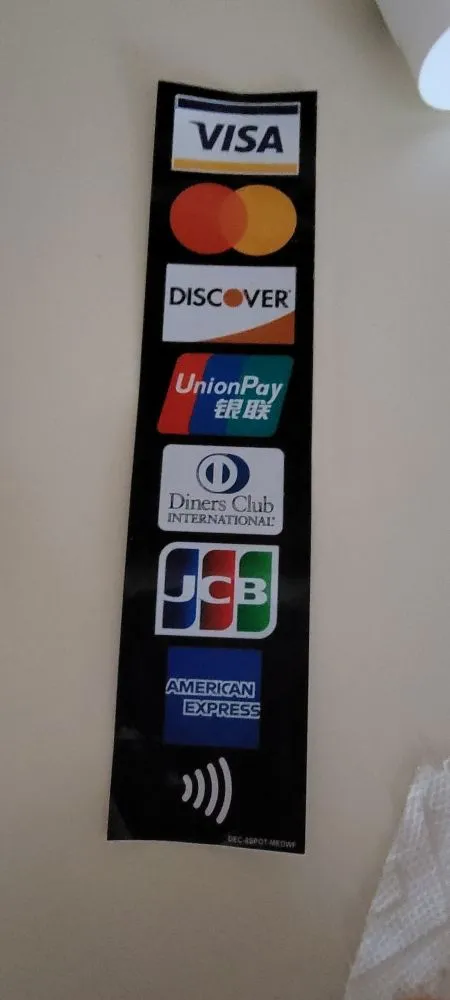 VISA
DISCOVER
UnionPay
银联
Diners Club
INTERNATIONAL
JCB
AMERICAN
EXPRESS